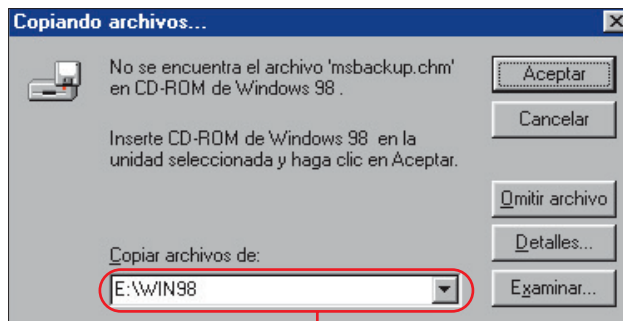 Copiando archivos...
No se encuentra el archivo 'msbackup.chm'
en CD-ROM de Windows 98 .
Inserte CD-ROM de Windows 98 en la
unidad seleccionada y haga clic en Aceptar.
Copiar archivos de:
E:\WIN98
Aceptar
Cancelar
Omitir archivo
Detalles...
Examinar...